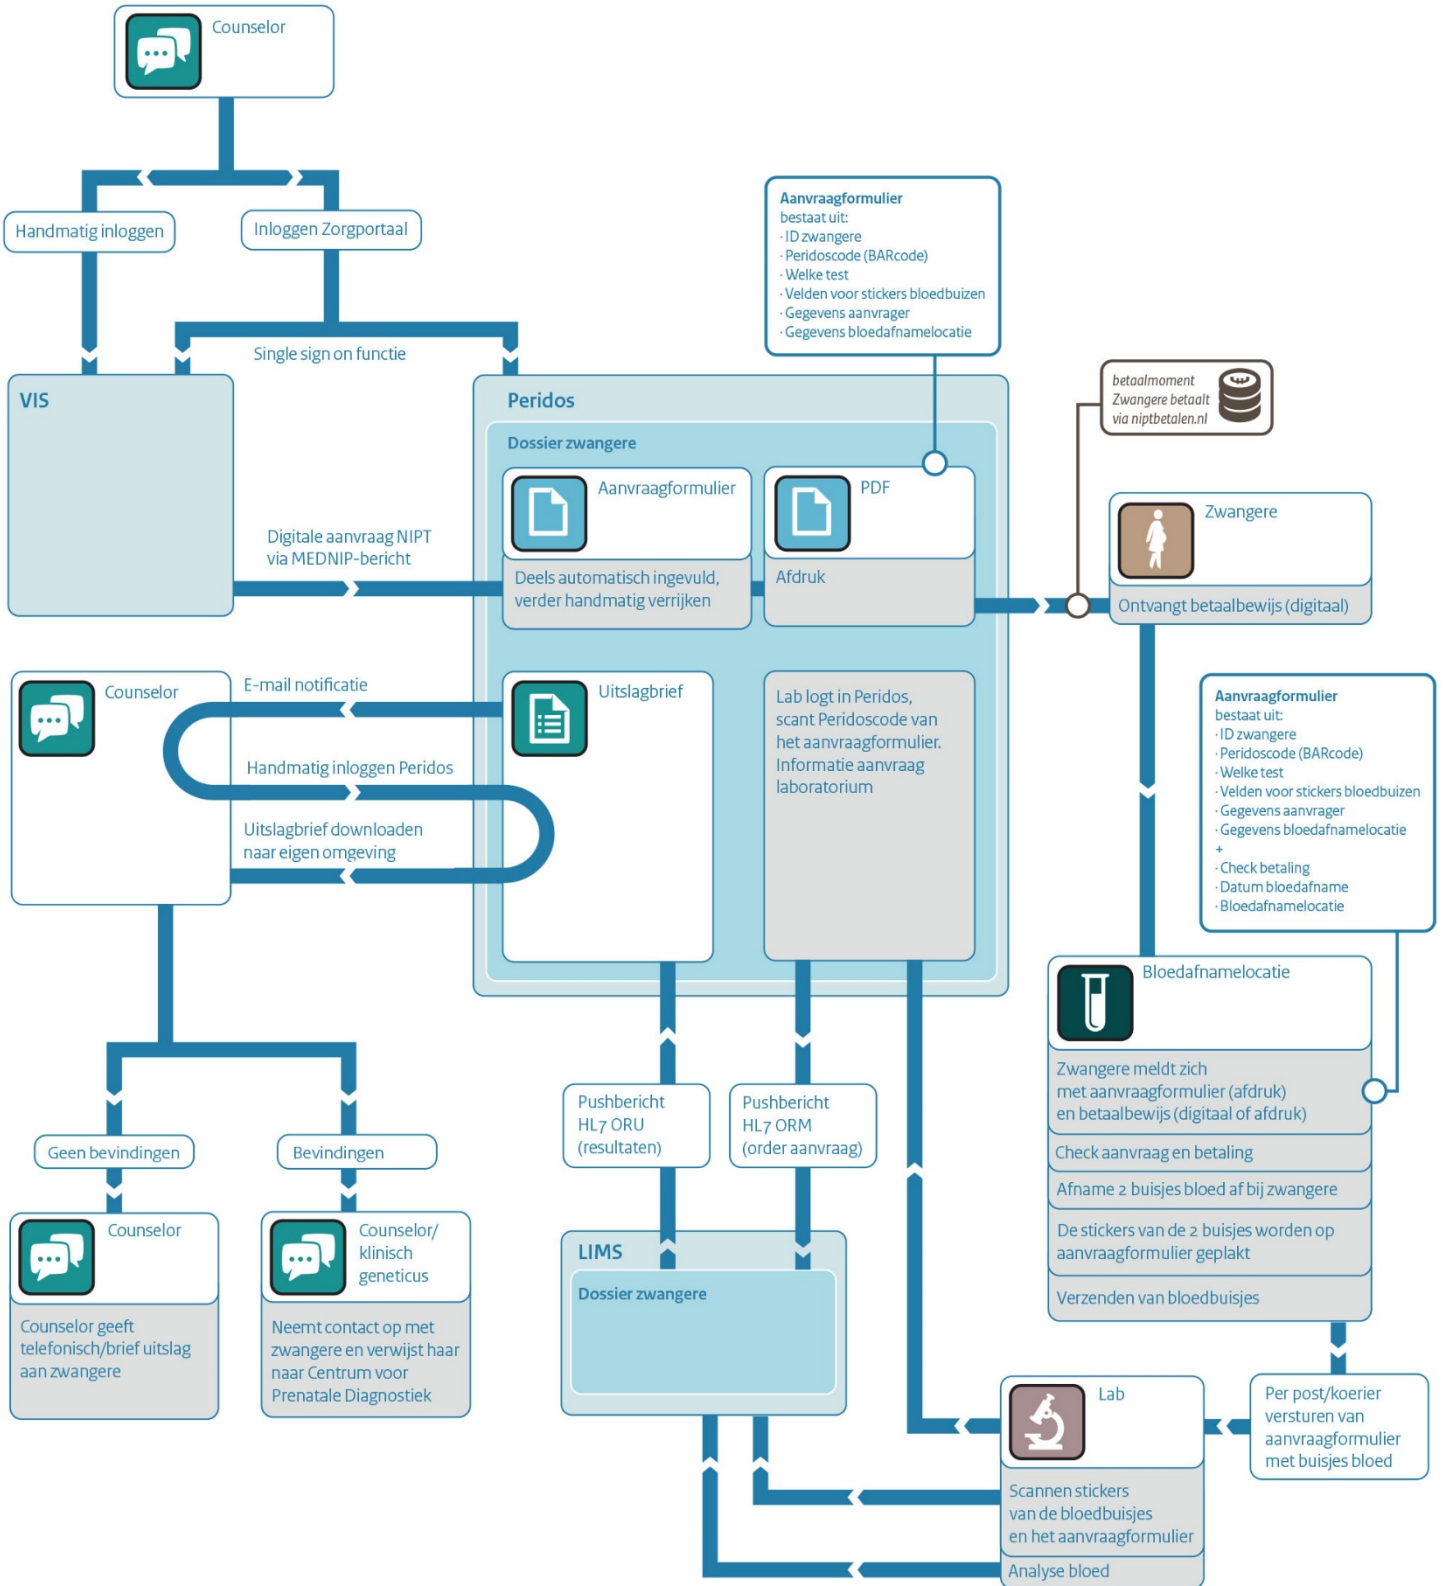 Counselor
Handmatig inloggen
Inloggen Zorgportaal
Single sign on functie
Aanvraagformulier
bestaat uit:
· ID zwangere
· Peridoscode (BARcode)
· Welke test
· Velden voor stickers bloedbuizen
· Gegevens aanvrager
· Gegevens bloedafnamelocatie
betaalmoment
Zwangere betaalt
via niptbetalen.nl
VIS
Peridos
Dossier zwangere
Aanvraagformulier
Deels automatisch ingevuld,
verder handmatig verrijken
PDF
Afdruk
Digitale aanvraag NIPT
via MEDNIP-bericht
Zwangere
Ontvangt betaalbewijs (digitaal)
Counselor
E-mail notificatie
Handmatig inloggen Peridos
Uitslagbrief downloaden
naar eigen omgeving
Uitslagbrief
Lab logt in Peridos,
scant Peridoscode van
het aanvraagformulier.
Informatie aanvraag
laboratorium
Aanvraagformulier
bestaat uit:
· ID zwangere
· Peridoscode (BARcode)
· Welke test
· Velden voor stickers bloedbuizen
· Gegevens aanvrager
· Gegevens bloedafnamelocatie
+
· Check betaling
· Datum bloedafname
· Bloedafnamelocatie
Bloedafnamelocatie
Zwangere meldt zich
met aanvraagformulier (afdruk)
en betaalbewijs (digitaal of afdruk)
Check aanvraag en betaling
Afname 2 buisjes bloed af bij zwangere
De stickers van de 2 buisjes worden op
aanvraagformulier geplakt
Verzenden van bloedbuisjes
Geen bevindingen
Bevindingen
Pushbericht
HL7 ORU
(resultaten)
Pushbericht
HL7 ORM
(order aanvraag)
Counselor
Counselor geeft
telefonisch/brief uitslag
aan zwangere
Counselor/
klinisch
geneticus
Neemt contact op met
zwangere en verwijst haar
naar Centrum voor
Prenatale Diagnostiek
LIMS
Dossier zwangere
Lab
Scannen stickers
van de bloedbuisjes
en het aanvraagformulier
Analyse bloed
Per post/koerier
versturen van
aanvraagformulier
met buisjes bloed